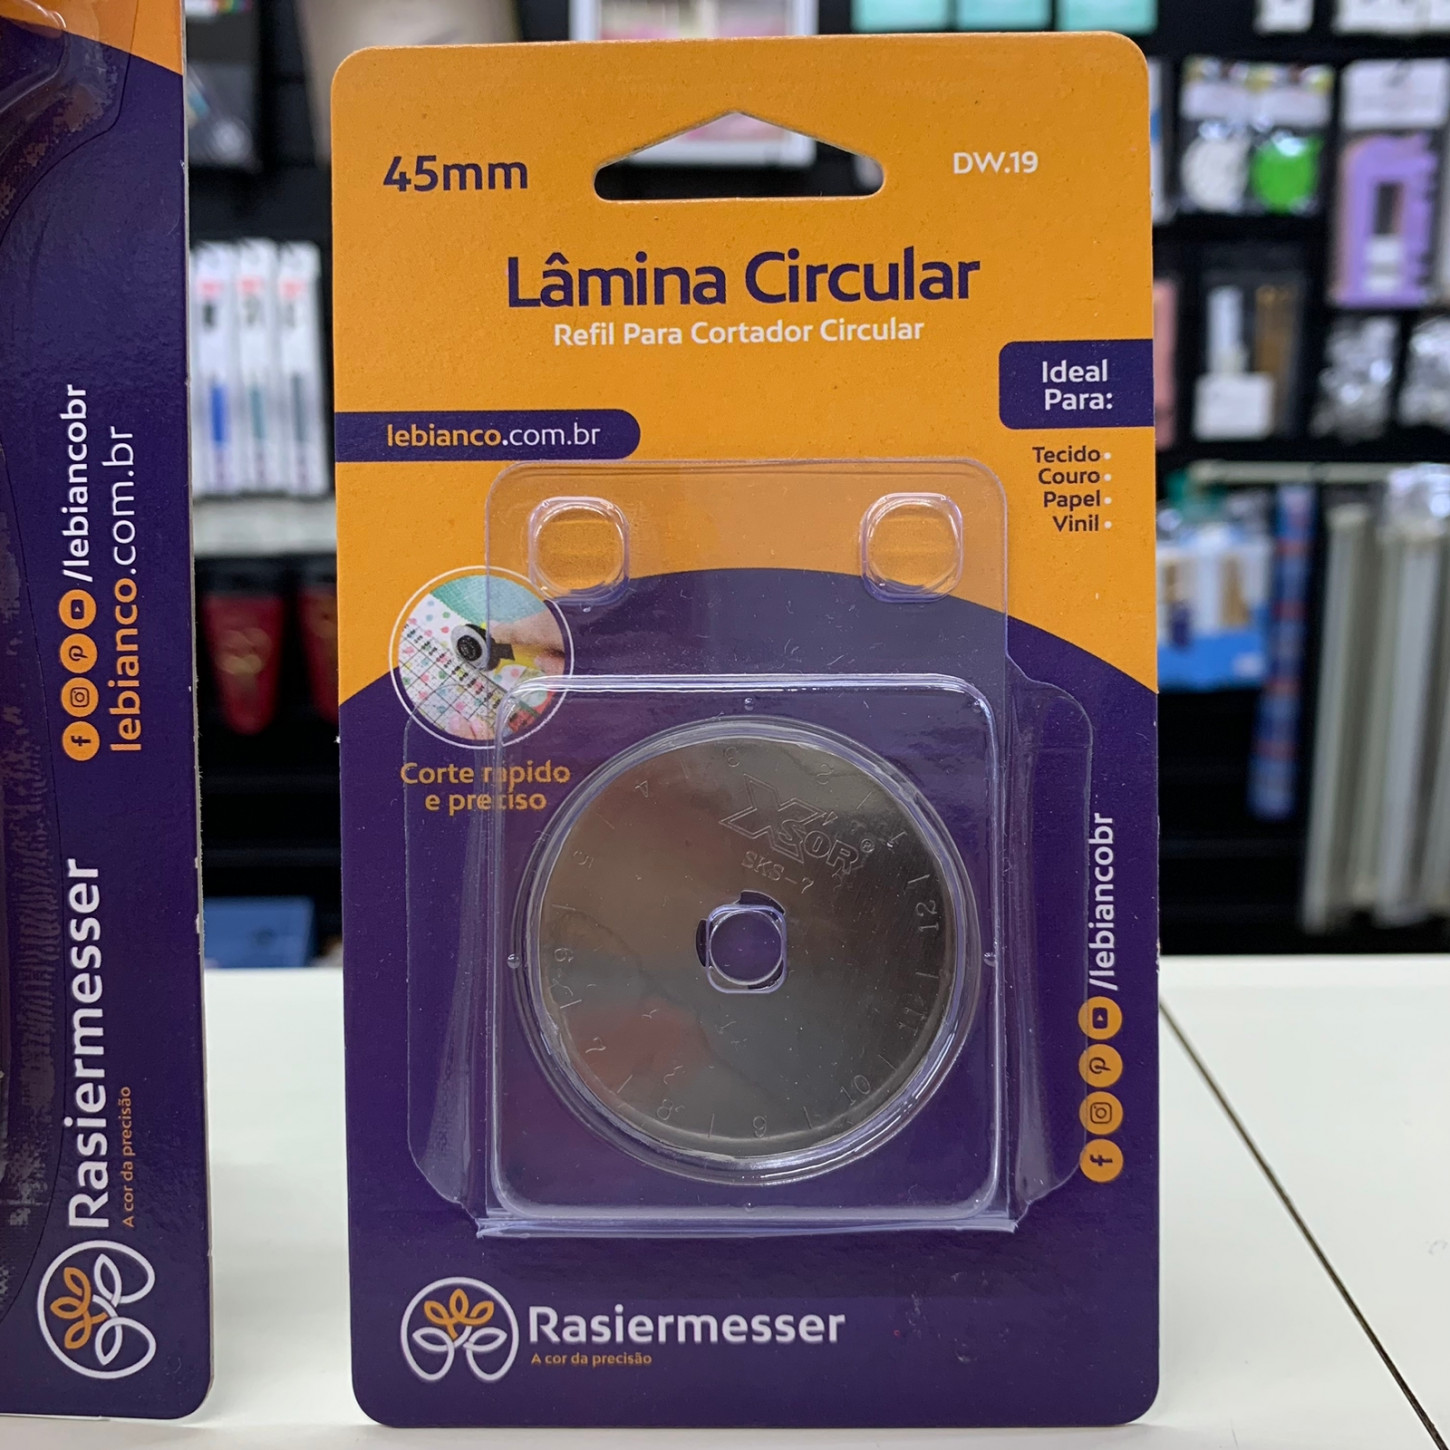 45mm
DW.19
Lâmina Circular
Refil Para Cortador Circular
Ideal
Para:
lebianco.com.br
Tecido
Couro
Papel
Vinil
Corte rápido
e preciso
XSOR®
SKS-7
1
2
3
4
5
6
7
8
9
10
11
12
/lebiancobr
Rasiermesser
A cor da precisão
/lebiancobr
lebianco.com.br
Rasiermesser
A cor da precisão